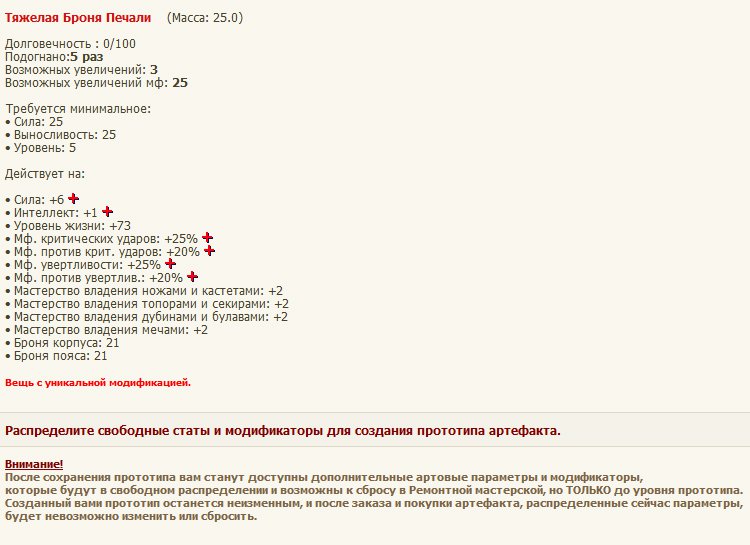 Тяжелая Броня Печали (Масса: 25.0)
Долговечность : 0/100
Подогнано:5 раз
Возможных увеличений: 3
Возможных увеличений мф: 25
Требуется минимальное:
• Сила: 25
• Выносливость: 25
• Уровень: 5
Действует на:
• Сила: +6
• Интеллект: +1
• Уровень жизни: +73
• Мф. критических ударов: +25%
• Мф. против крит. ударов: +20%
• Мф. увертливости: +25%
• Мф. против увертлив.: +20%
• Мастерство владения ножами и кастетами: +2
• Мастерство владения топорами и секирами: +2
• Мастерство владения дубинами и булавами: +2
• Мастерство владения мечами: +2
• Броня корпуса: 21
• Броня пояса: 21
Вещь с уникальной модификацией.
Распределите свободные статы и модификаторы для создания прототипа артефакта.
Внимание!
После сохранения прототипа вам станут доступны дополнительные артовые параметры и модификаторы,
которые будут в свободном распределении и возможны к сбросу в Ремонтной мастерской, но ТОЛЬКО до уровня прототипа.
Созданный вами прототип останется неизменным, и после заказа и покупки артефакта, распределенные сейчас параметры,
будет невозможно изменить или сбросить.